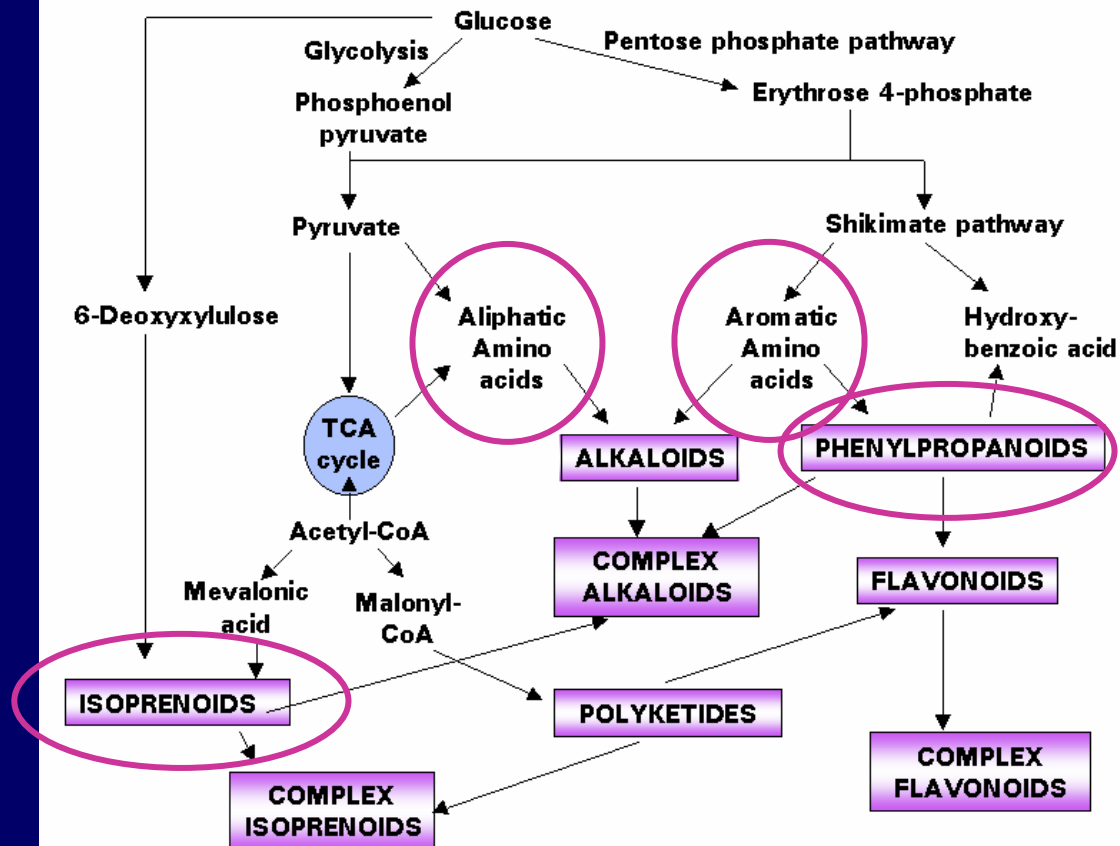 Glucose
Glycolysis
Pentose phosphate pathway
Phosphoenol
pyruvate
Erythrose 4-phosphate
Pyruvate
Shikimate pathway
6-Deoxyxylulose
Aliphatic
Amino
acids
Aromatic
Amino
acids
Hydroxy-
benzoic acid
TCA
cycle
ALKALOIDS
PHENYLPROPANOIDS
Acetyl-CoA
COMPLEX
ALKALOIDS
FLAVONOIDS
Mevalonic
acid
Malonyl-
CoA
ISOPRENOIDS
POLYKETIDES
COMPLEX
FLAVONOIDS
COMPLEX
ISOPRENOIDS